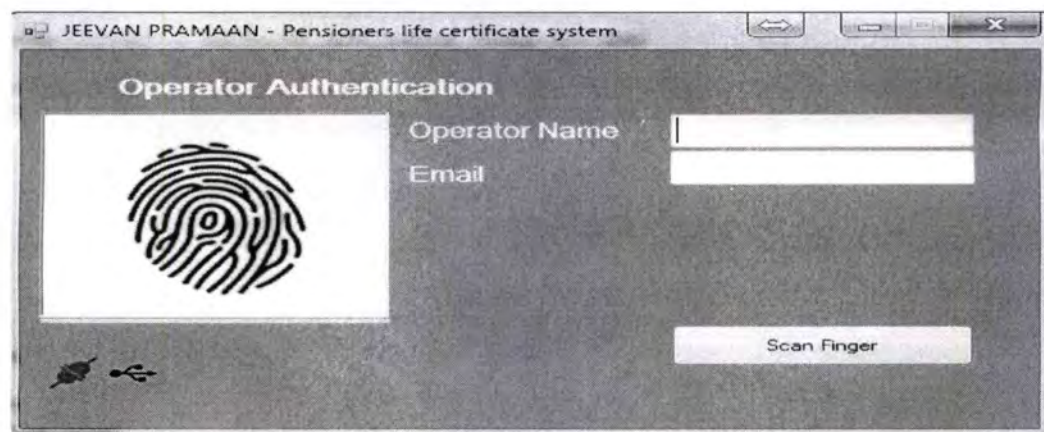 JEEVAN PRAMAAN - Pensioners life certificate system
Operator Authentication
Operator Name
Email
Scan Finger